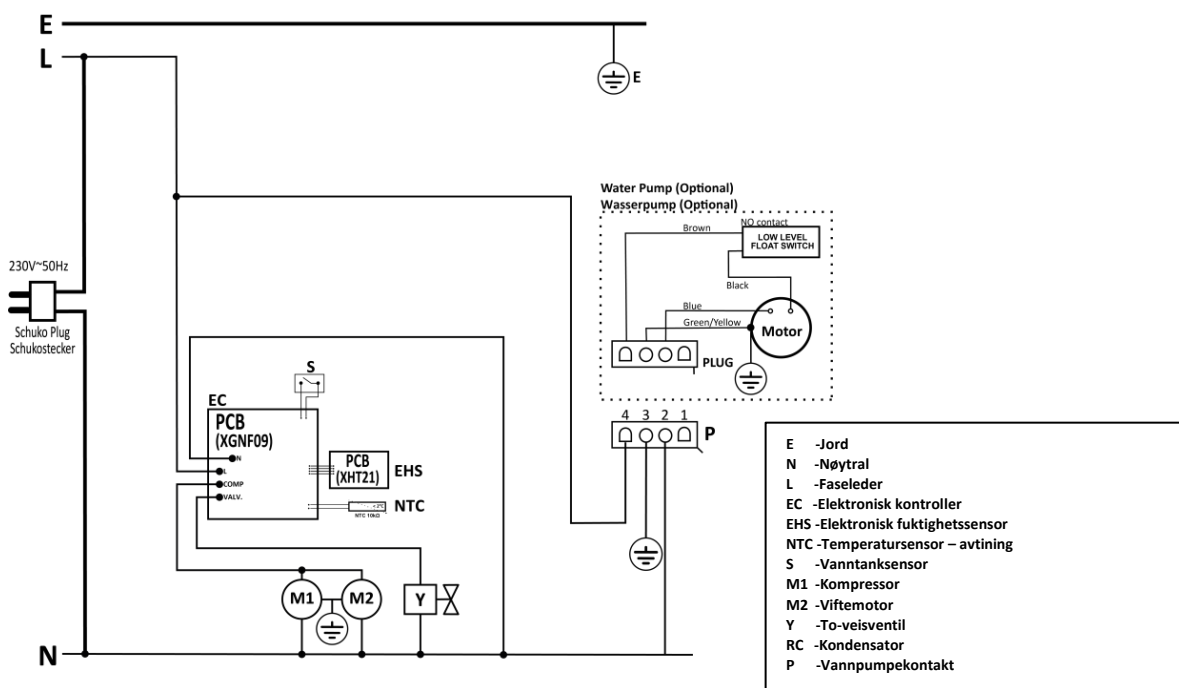 E
L
E
Water Pump (Optional)
Wasserpump (Optional)
NO contact
Brown
LOW LEVEL
FLOAT SWITCH
Black
230V~50Hz
Blue
Green/Yellow
Motor
Schuko Plug
Schukostecker
PLUG
S
EC
PCB
(XGNF09)
4 3 2 1
P
N
L
COMP
VALV.
PCB
(XHT21)
EHS
NTC
NTC 10kΩ
M1
M2
Y
N
E -Jord
N -Nøytral
L -Faseleder
EC -Elektronisk kontroller
EHS -Elektronisk fuktighetssensor
NTC -Temperatursensor – avtining
S -Vanntanksensor
M1 -Kompressor
M2 -Viftemotor
Y -To-veisventil
RC -Kondensator
P -Vannpumpekontakt